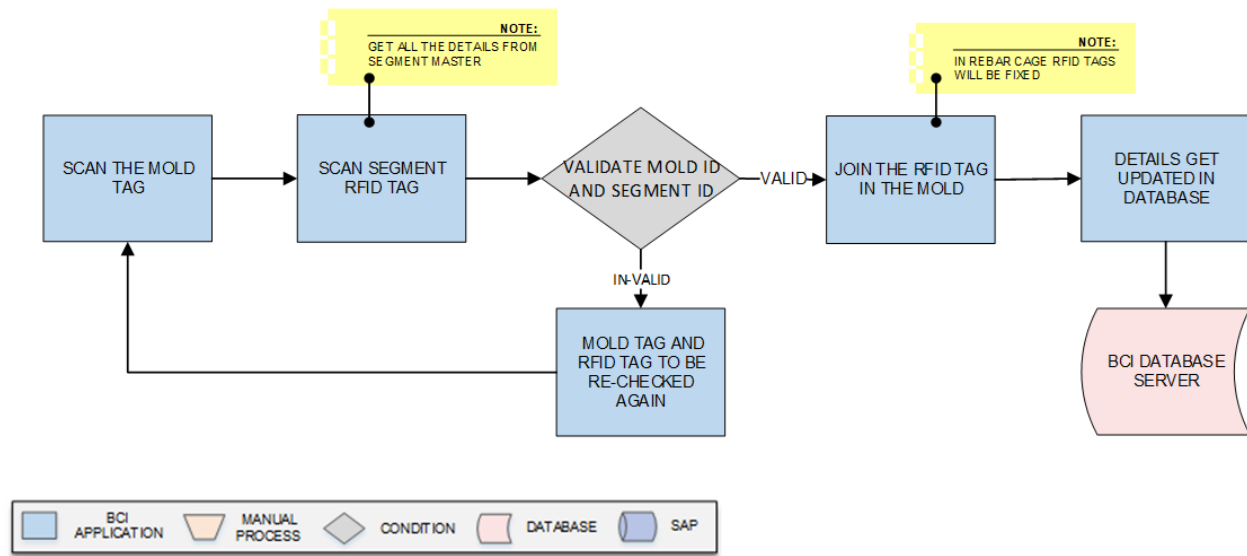 NOTE:
GET ALL THE DETAILS FROM
SEGMENT MASTER
NOTE:
IN REBAR CAGE RFID TAGS
WILL BE FIXED
SCAN THE MOLD
TAG
SCAN SEGMENT
RFID TAG
VALIDATE MOLD ID
AND SEGMENT ID
VALID
JOIN THE RFID TAG
IN THE MOLD
DETAILS GET
UPDATED IN
DATABASE
IN-VALID
MOLD TAG AND
RFID TAG TO BE
RE-CHECKED
AGAIN
BCI DATABASE
SERVER
BCI
APPLICATION
MANUAL
PROCESS
CONDITION
DATABASE
SAP